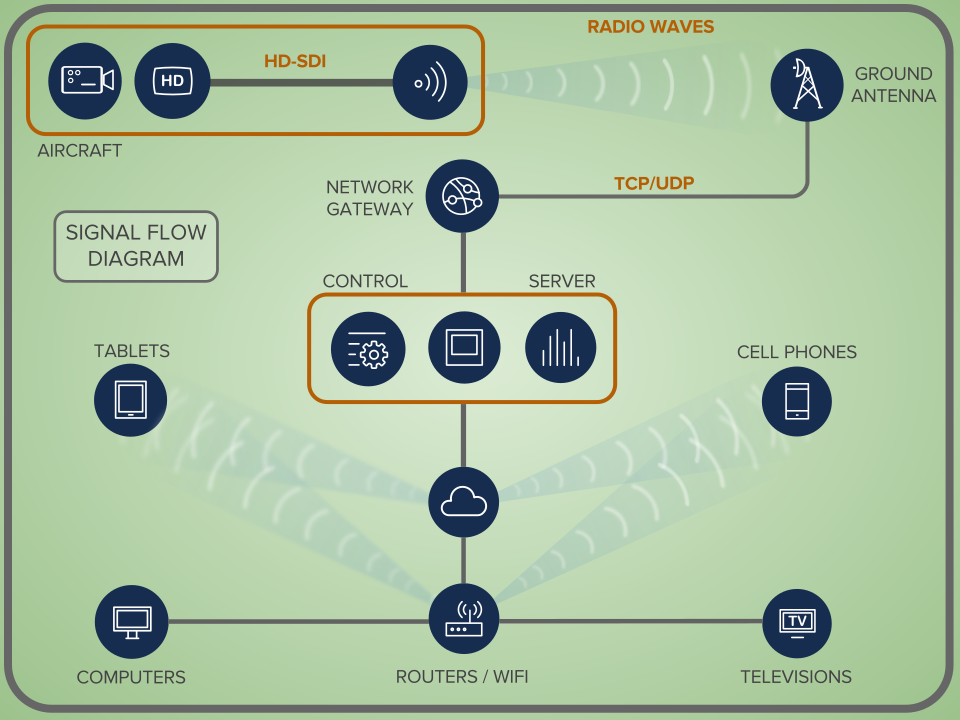 RADIO WAVES
HD-SDI
HD
GROUND
ANTENNA
AIRCRAFT
NETWORK
GATEWAY
TCP/UDP
SIGNAL FLOW
DIAGRAM
CONTROL
SERVER
TABLETS
CELL PHONES
TV
COMPUTERS
ROUTERS / WIFI
TELEVISIONS